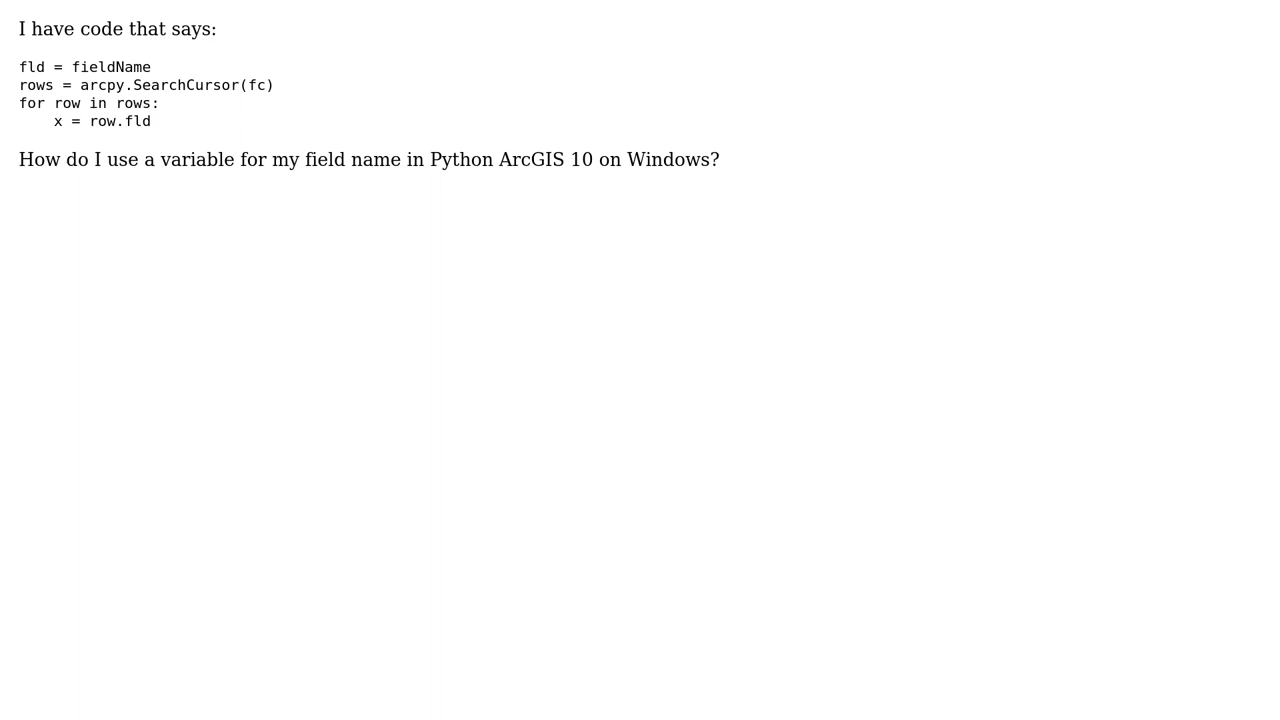 I have code that says:
fld = fieldName
rows = arcpy.SearchCursor(fc)
for row in rows:
    x = row.fld
How do I use a variable for my field name in Python ArcGIS 10 on Windows?